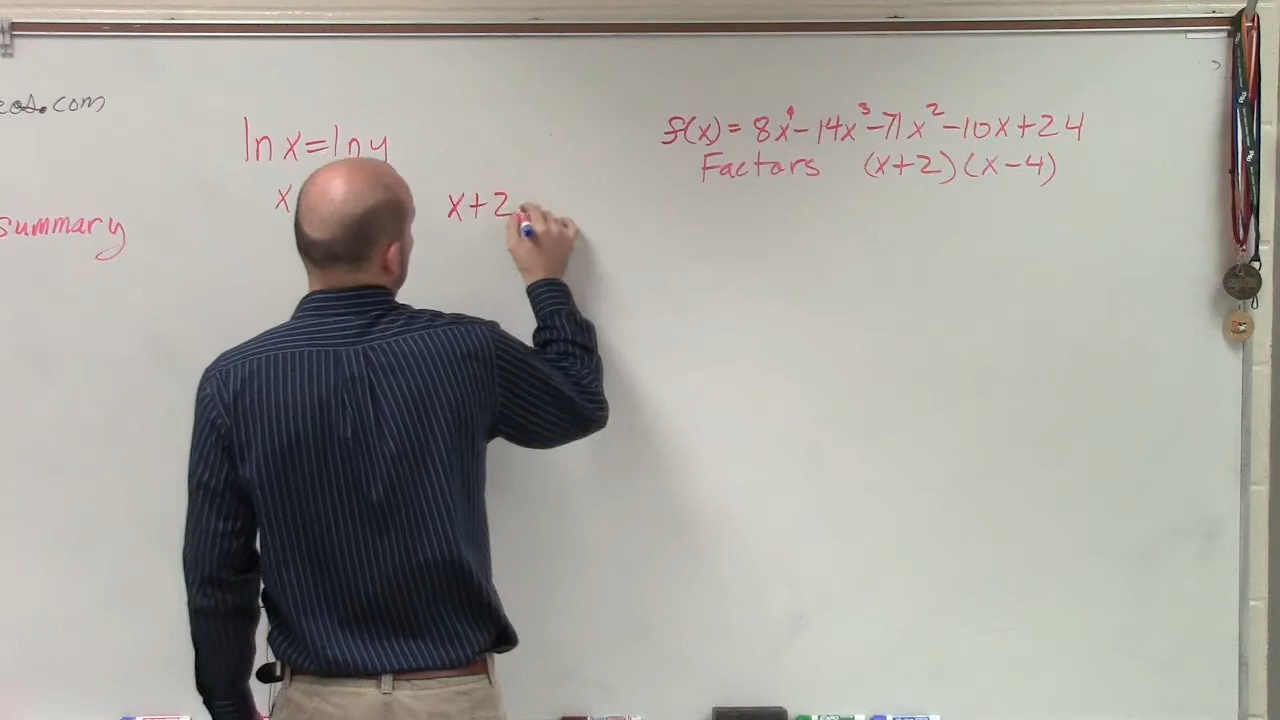 eos.com
summary
ln x = ln y
x
x+2
f(x) = 8x⁴-14x³-71x²-10x+24
Factors (x+2)(x-4)